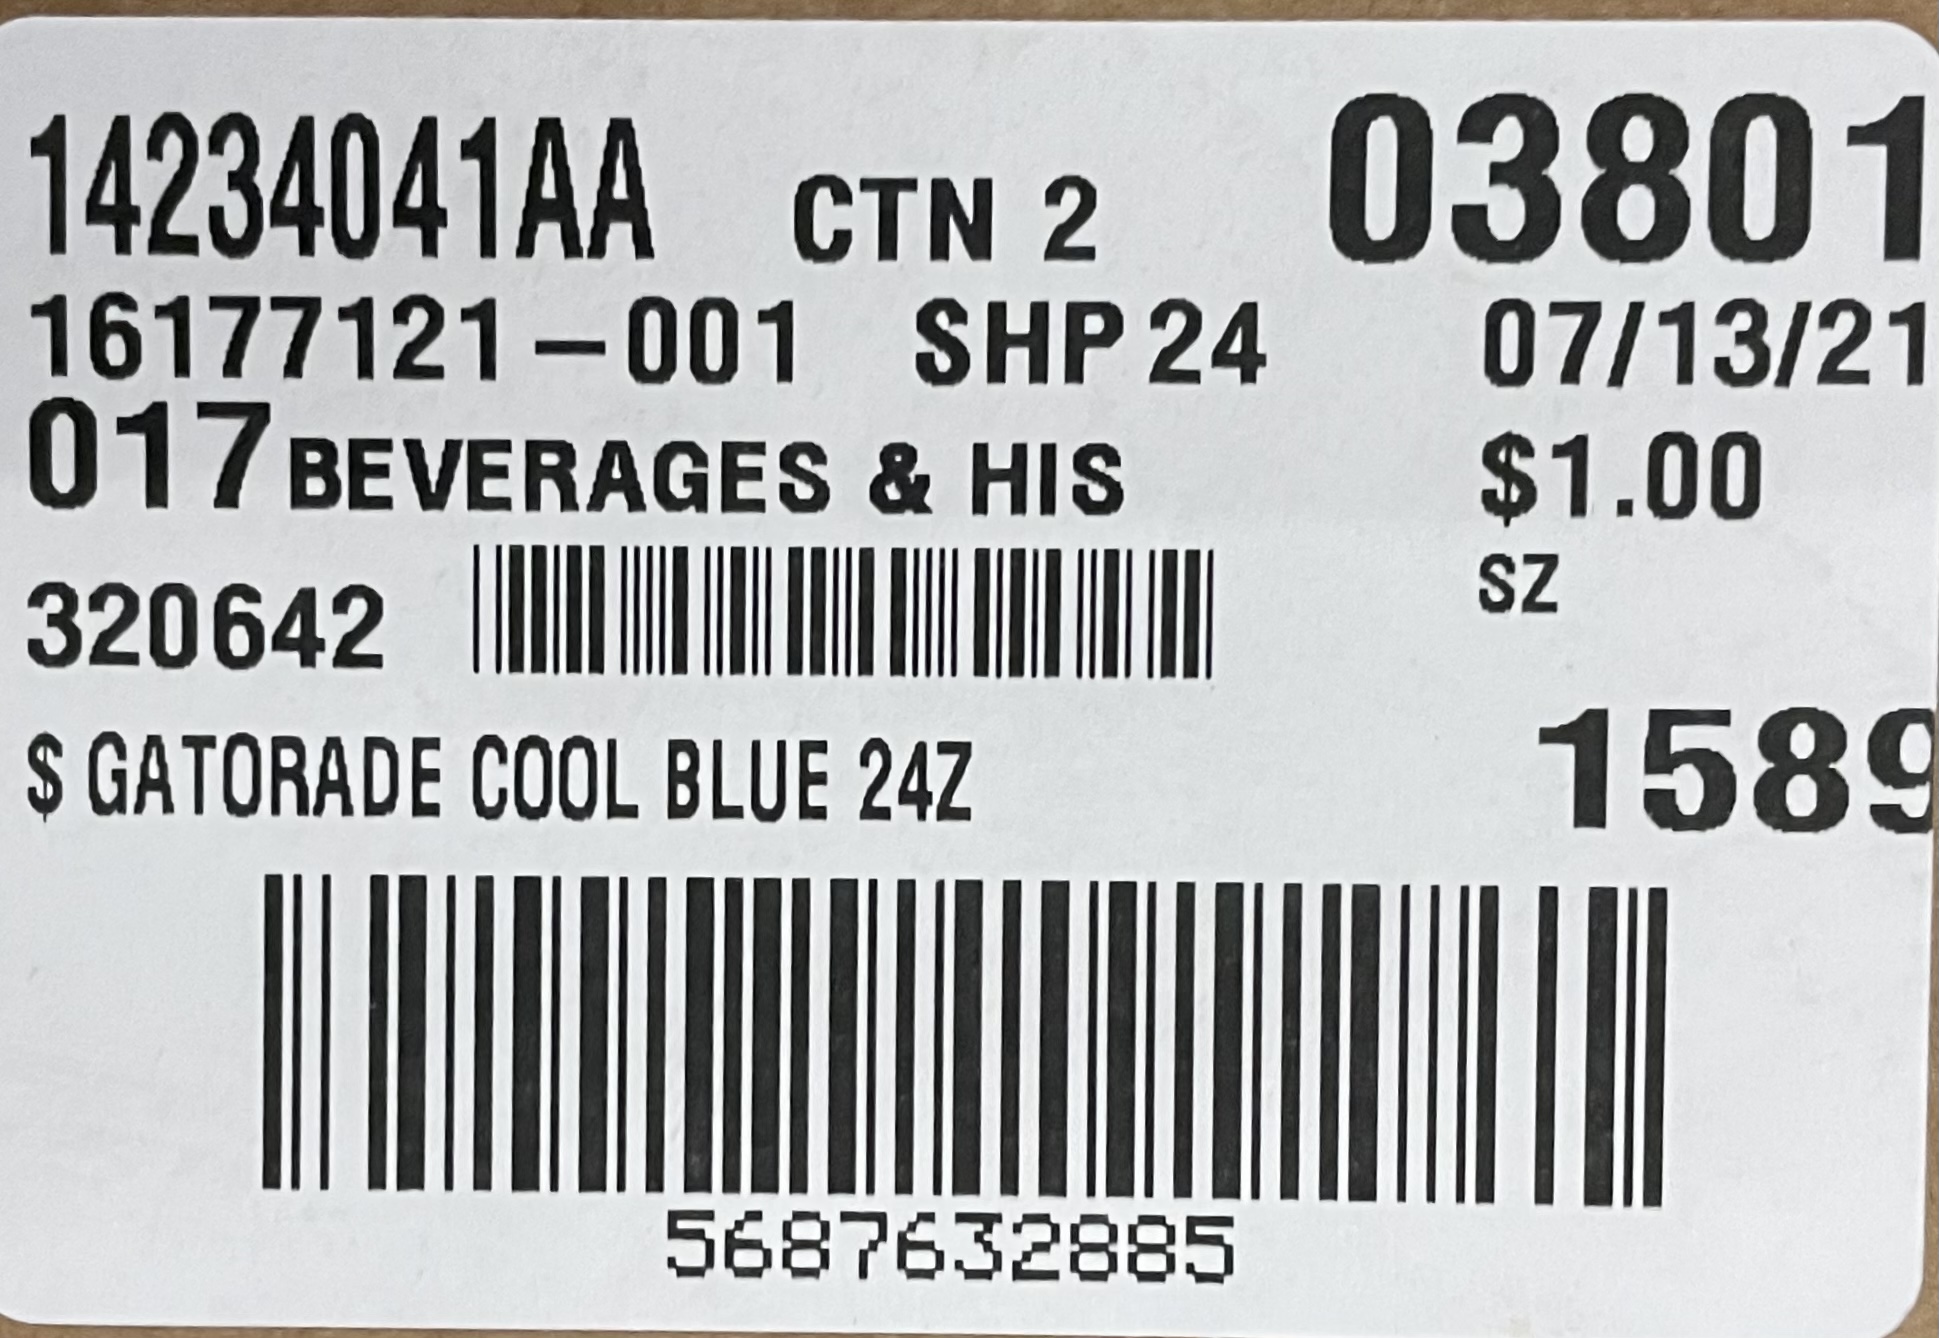 14234041AA CTN 2 03801
16177121-001 SHP 24 07/13/21
017 BEVERAGES & HIS $1.00
320642 SZ
$ GATORADE COOL BLUE 24Z 1589
5687632885